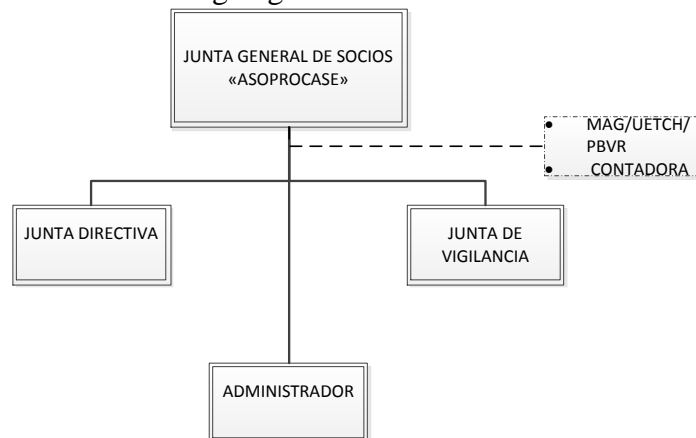 JUNTA GENERAL DE SOCIOS
«ASOPROCASE»
• MAG/UETCH/
PBVR
• CONTADORA
JUNTA DIRECTIVA
JUNTA DE
VIGILANCIA
ADMINISTRADOR